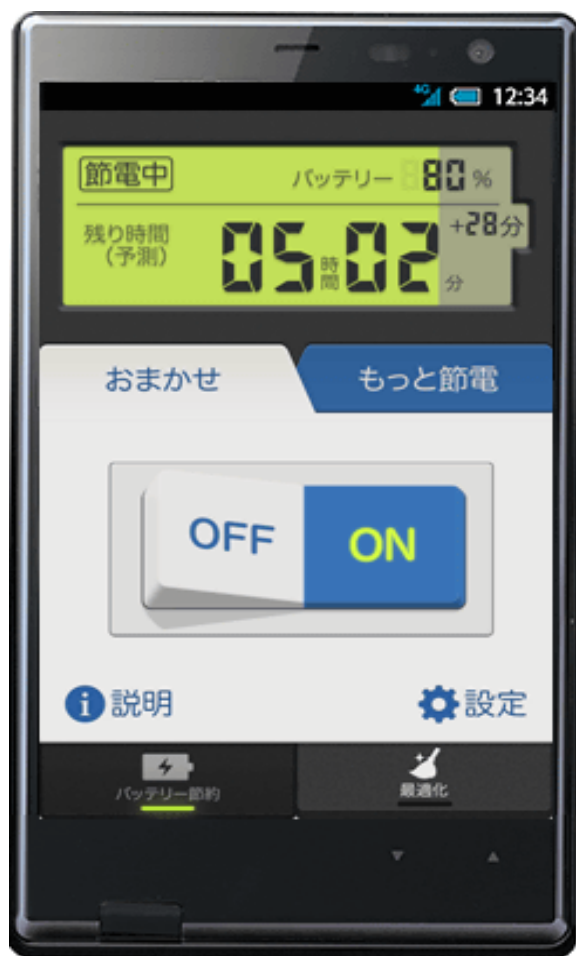 4G 12:34
節電中 バッテリー 80 %
残り時間
(予測)
05 時間 02 分
+28分
おまかせ
もっと節電
OFF
ON
i 説明
設定
バッテリー節約
最適化